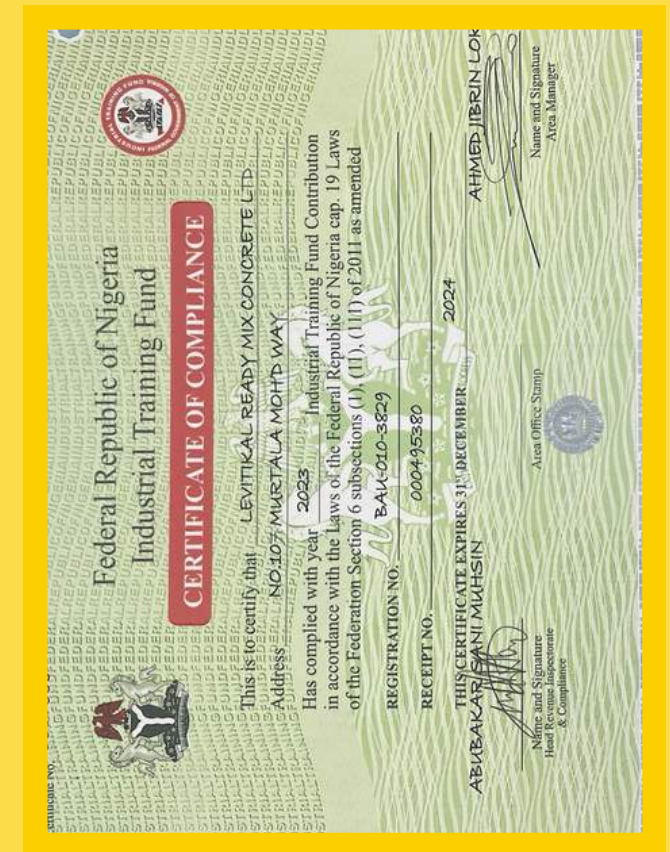 Federal Republic of Nigeria
Industrial Training Fund
CERTIFICATE OF COMPLIANCE
This is to certify that LEVITIKAL READY MIX CONCRETE LTD
Address NO.107 MURTALA MOH'D WAY
Has complied with year 2023 Industrial Training Fund Contribution
in accordance with the Laws of the Federal Republic of Nigeria cap. 19 Laws
of the Federation Section 6 subsections (1), (11), (111) of 2011 as amended
REGISTRATION NO. BAU-010-3829
RECEIPT NO. 000495380
THIS CERTIFICATE EXPIRES 31ST DECEMBER 2024
ABUBAKARI SANI MUHSIN
Name and Signature
Head Revenue Inspectorate
& Compliance
Area Office Stamp
AHMED JIBRIN LOK
Name and Signature
Area Manager